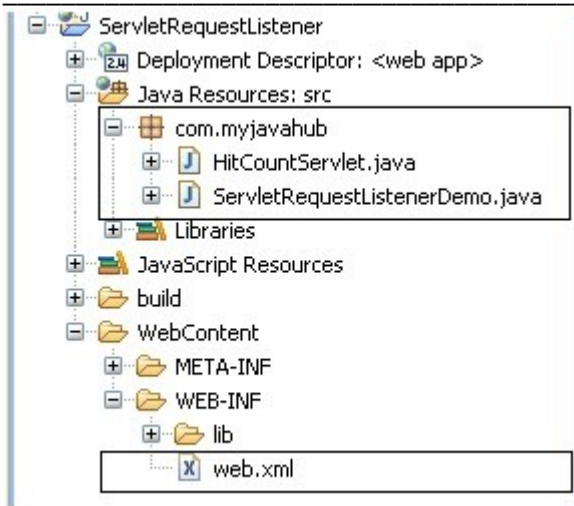 ServletRequestListener
2.4 Deployment Descriptor: <web app>
Java Resources: src
com.myjavahub
J HitCountServlet.java
J ServletRequestListenerDemo.java
Libraries
JavaScript Resources
build
WebContent
META-INF
WEB-INF
lib
X web.xml